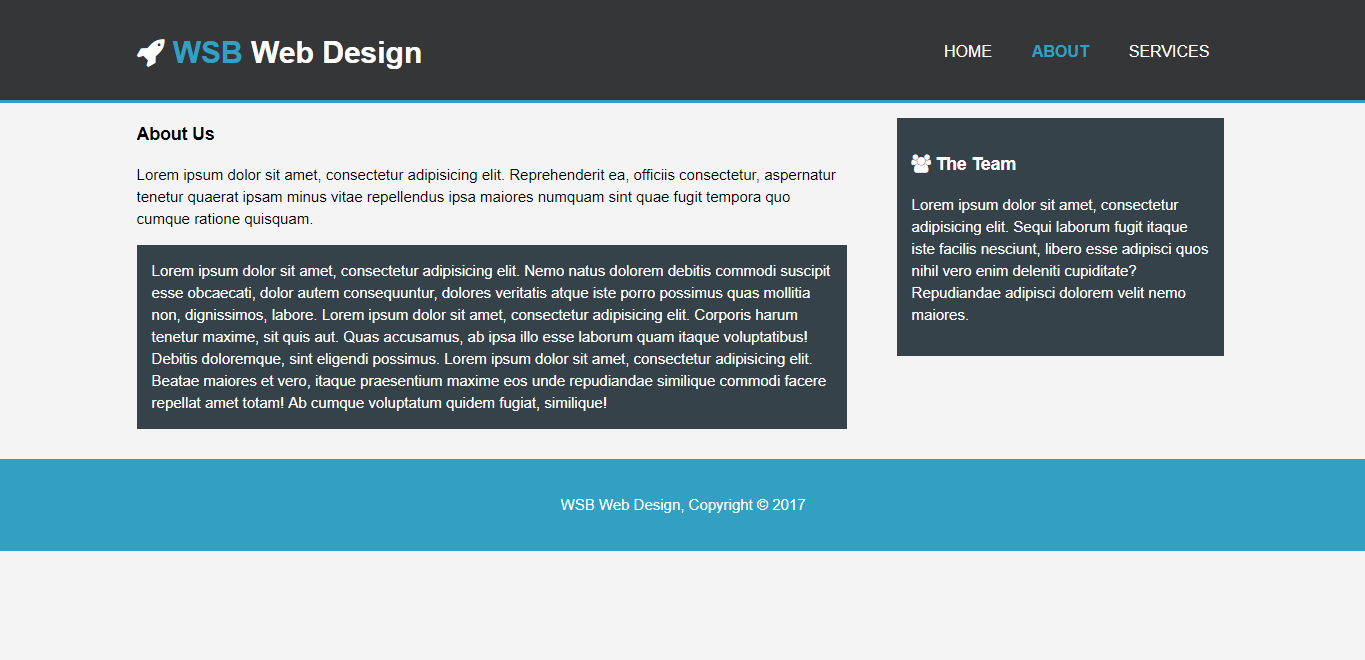 WSB Web Design
HOME ABOUT SERVICES
About Us
Lorem ipsum dolor sit amet, consectetur adipisicing elit. Reprehenderit ea, officiis consectetur, aspernatur
tenetur quaerat ipsam minus vitae repellendus ipsa maiores numquam sint quae fugit tempora quo
cumque ratione quisquam.
Lorem ipsum dolor sit amet, consectetur adipisicing elit. Nemo natus dolorem debitis commodi suscipit
esse obcaecati, dolor autem consequuntur, dolores veritatis atque iste porro possimus quas mollitia
non, dignissimos, labore. Lorem ipsum dolor sit amet, consectetur adipisicing elit. Corporis harum
tenetur maxime, sit quis aut. Quas accusamus, ab ipsa illo esse laborum quam itaque voluptatibus!
Debitis doloremque, sint eligendi possimus. Lorem ipsum dolor sit amet, consectetur adipisicing elit.
Beatae maiores et vero, itaque praesentium maxime eos unde repudiandae similique commodi facere
repellat amet totam! Ab cumque voluptatum quidem fugiat, similique!
The Team
Lorem ipsum dolor sit amet, consectetur
adipisicing elit. Sequi laborum fugit itaque
iste facilis nesciunt, libero esse adipisci quos
nihil vero enim deleniti cupiditate?
Repudiandae adipisci dolorem velit nemo
maiores.
WSB Web Design, Copyright © 2017